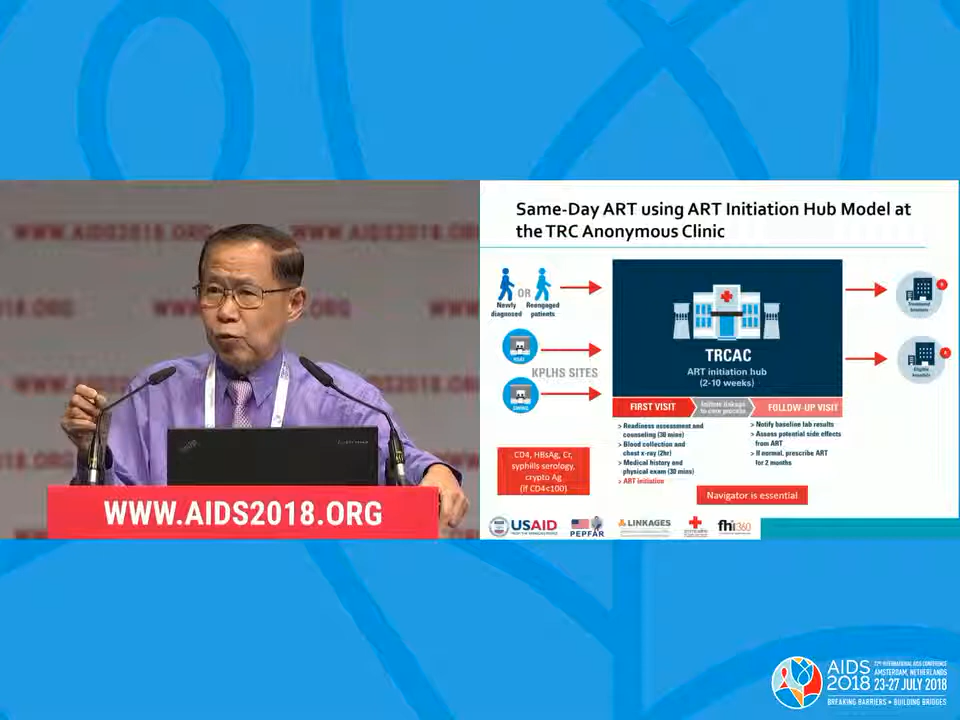 WWW.AIDS2018.ORG
WWW.AIDS2018.ORG
Same-Day ART using ART Initiation Hub Model at
the TRC Anonymous Clinic
OR
Newly
diagnosed
Reengaged
patients
KPLHS SITES
TRCAC
ART initiation hub
(2-10 weeks)
FIRST VISIT
FOLLOW-UP VISIT
> Readiness assessment and
counseling (30 mins)
> Blood collection and
chest x-ray (2hr)
> Medical history and
physical exam (30 mins)
> ART initiation
> Notify baseline lab results
> Assess potential side effects
from ART
> If normal, prescribe ART
for 2 months
CD4, HBsAg, Cr,
syphilis serology,
crypto Ag
(if CD4<100)
Navigator is essential
USAID
PEPFAR
LINKAGES
fhi360
WWW.AIDS2018.ORG
AIDS
2018
22ND INTERNATIONAL AIDS CONFERENCE
AMSTERDAM, NETHERLANDS
23-27 JULY 2018
BREAKING BARRIERS • BUILDING BRIDGES